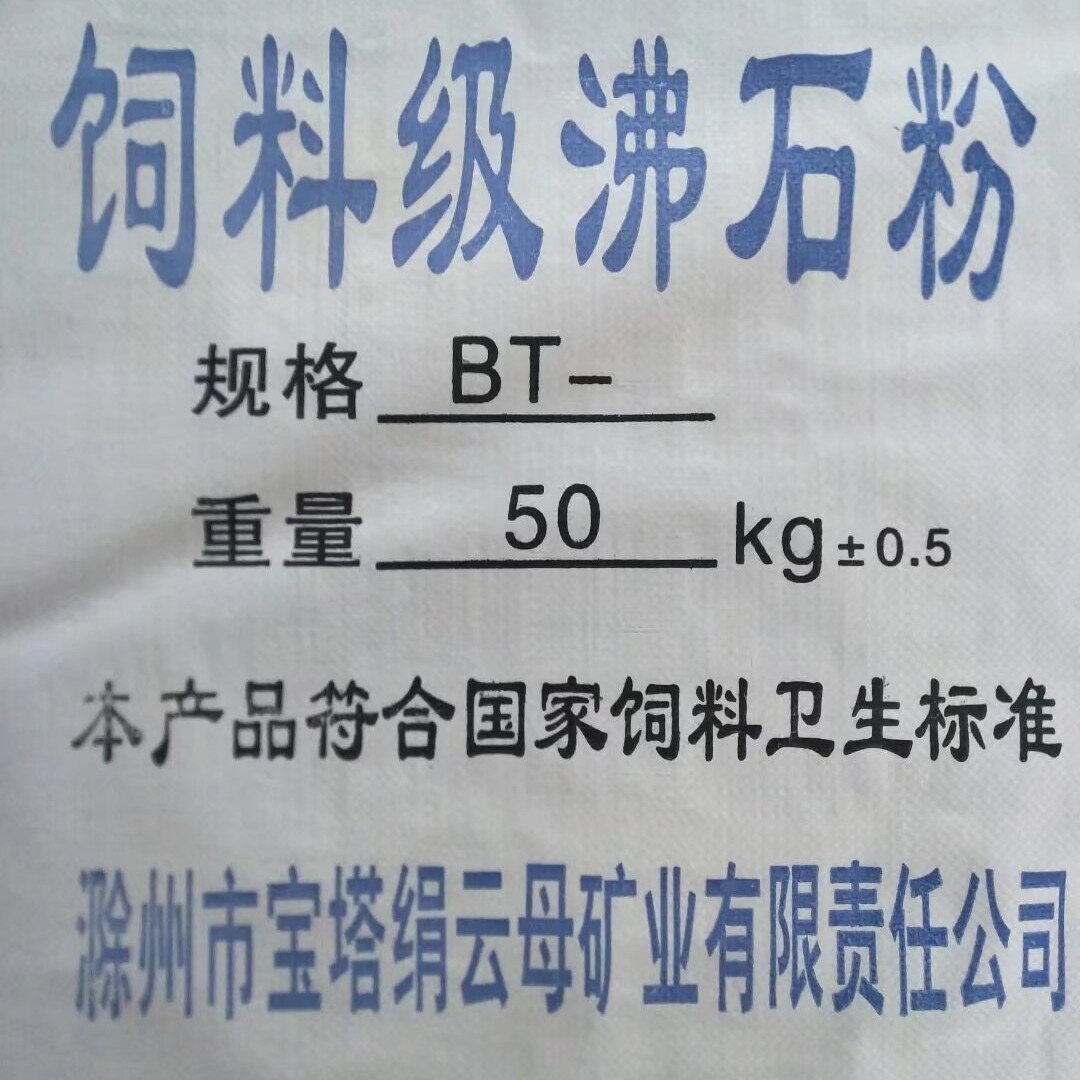 饲料级沸石粉
规格 BT-
重量 50 kg±0.5
本产品符合国家饲料卫生标准
滁州市宝塔绢云母矿业有限责任公司